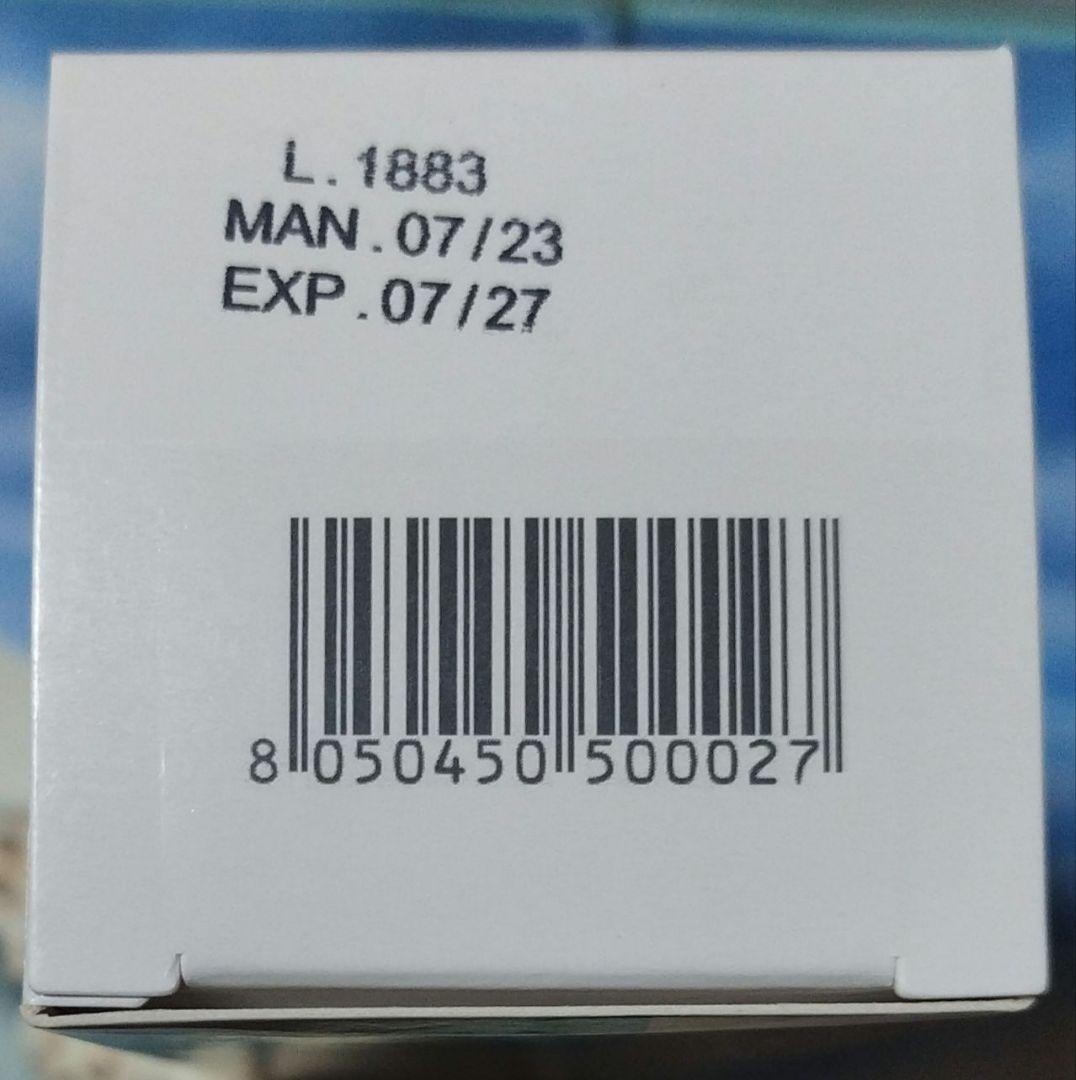 L. 1883
MAN. 07/23
EXP. 07/27
8 050450 500027